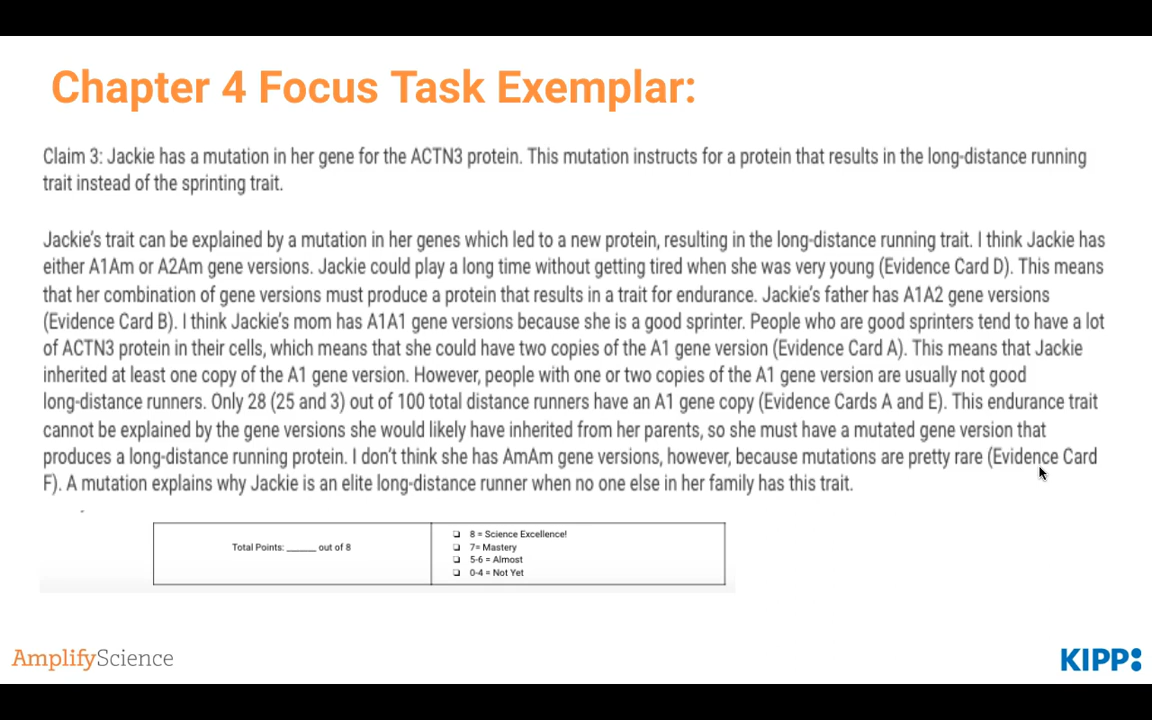 Chapter 4 Focus Task Exemplar:
Claim 3: Jackie has a mutation in her gene for the ACTN3 protein. This mutation instructs for a protein that results in the long-distance running
trait instead of the sprinting trait.
Jackie's trait can be explained by a mutation in her genes which led to a new protein, resulting in the long-distance running trait. I think Jackie has
either A1Am or A2Am gene versions. Jackie could play a long time without getting tired when she was very young (Evidence Card D). This means
that her combination of gene versions must produce a protein that results in a trait for endurance. Jackie's father has A1A2 gene versions
(Evidence Card B). I think Jackie's mom has A1A1 gene versions because she is a good sprinter. People who are good sprinters tend to have a lot
of ACTN3 protein in their cells, which means that she could have two copies of the A1 gene version (Evidence Card A). This means that Jackie
inherited at least one copy of the A1 gene version. However, people with one or two copies of the A1 gene version are usually not good
long-distance runners. Only 28 (25 and 3) out of 100 total distance runners have an A1 gene copy (Evidence Cards A and E). This endurance trait
cannot be explained by the gene versions she would likely have inherited from her parents, so she must have a mutated gene version that
produces a long-distance running protein. I don't think she has AmAm gene versions, however, because mutations are pretty rare (Evidence Card
F). A mutation explains why Jackie is an elite long-distance runner when no one else in her family has this trait.
Total Points: ______ out of 8
❏ 8 = Science Excellence!
❏ 7= Mastery
❏ 5-6 = Almost
❏ 0-4 = Not Yet
AmplifyScience
KIPP: